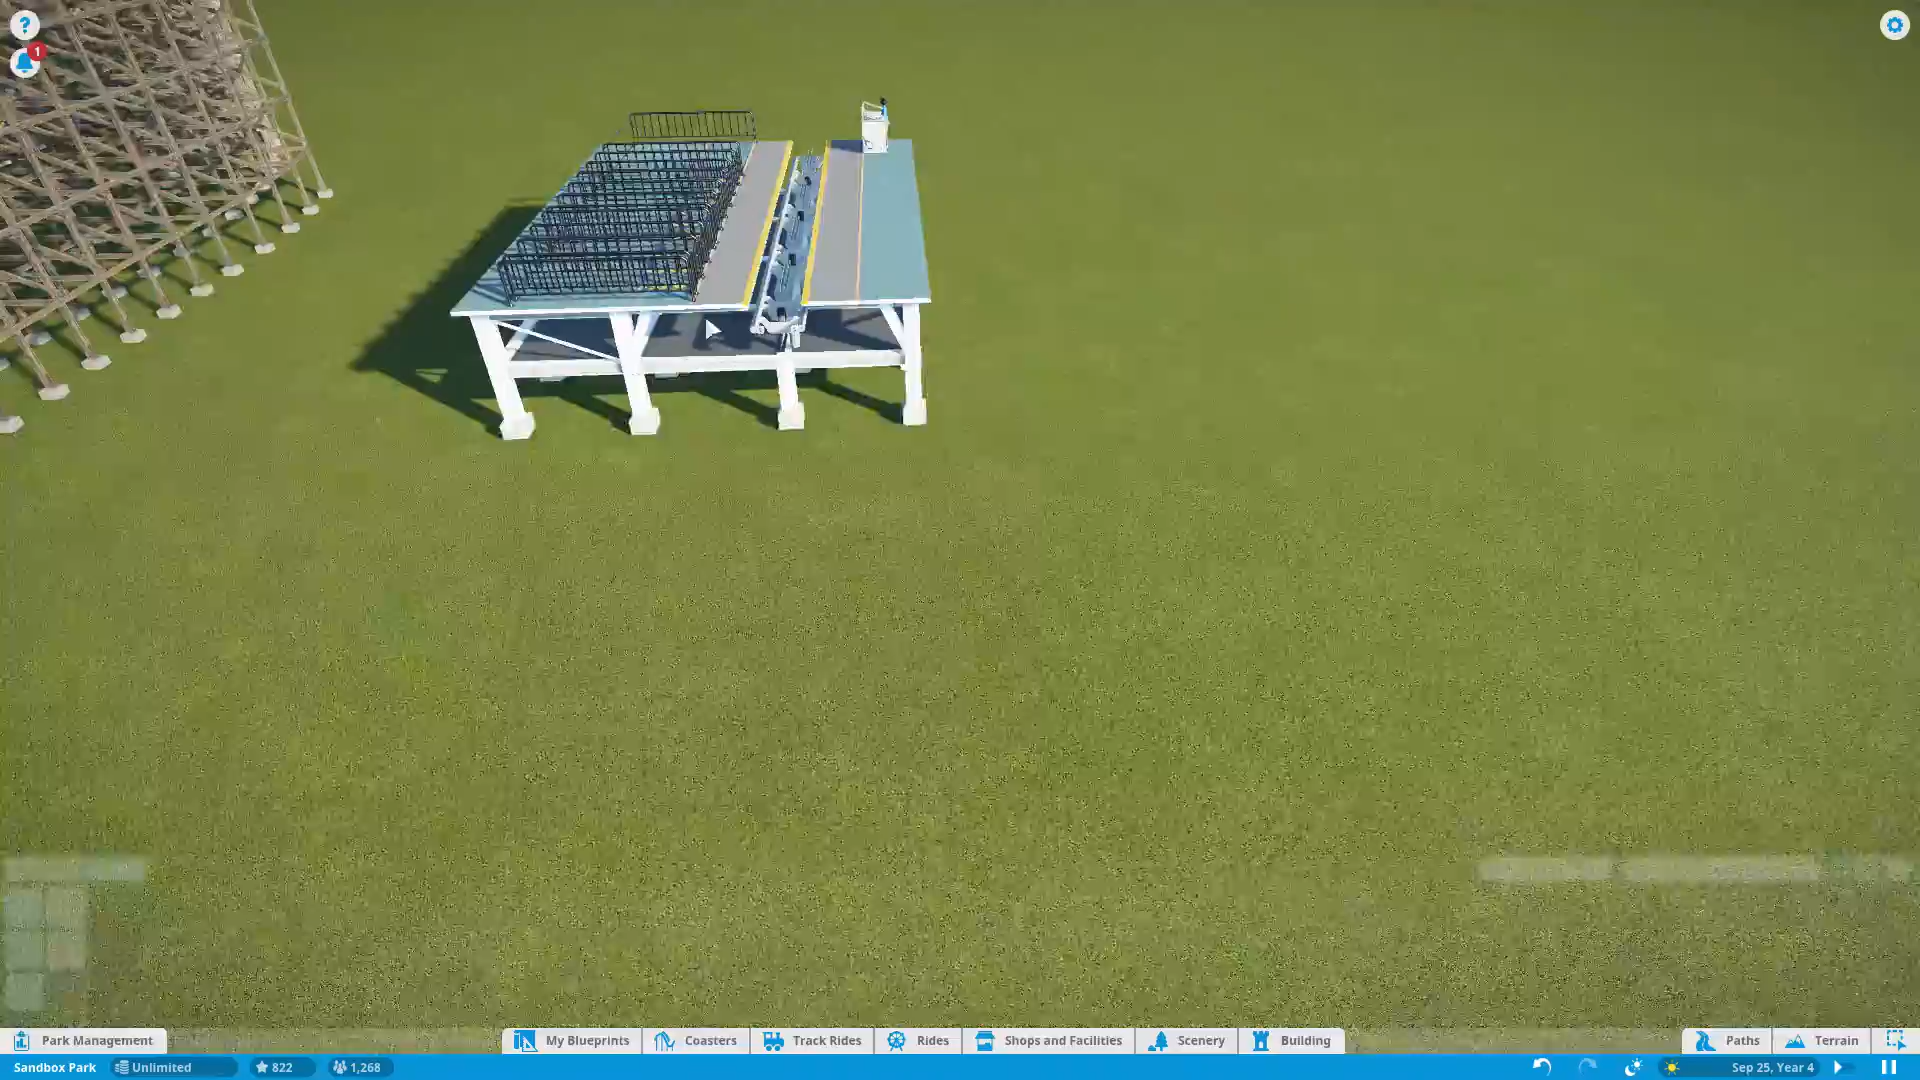 ?
1
Park Management
My Blueprints
Coasters
Track Rides
Rides
Shops and Facilities
Scenery
Building
Paths
Terrain
Sandbox Park
Unlimited
822
1,268
Sep 25, Year 4